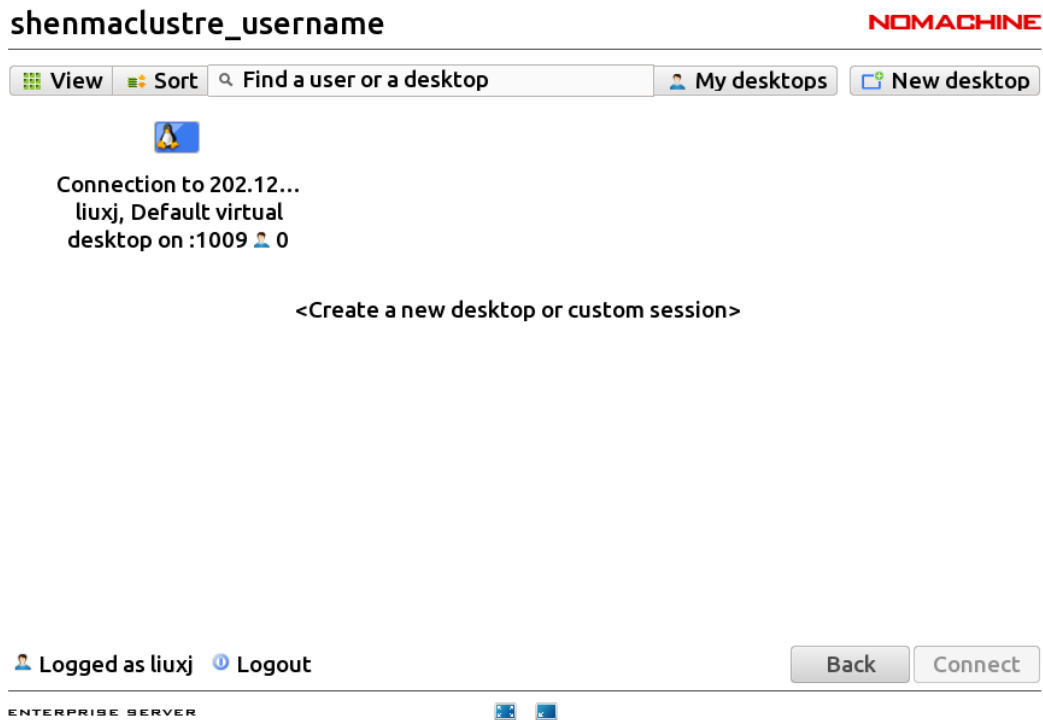 shenmaclustre_username
NOMACHINE
View Sort Find a user or a desktop My desktops New desktop
Connection to 202.12...
liuxj, Default virtual
desktop on :1009 0
<Create a new desktop or custom session>
Logged as liuxj Logout Back Connect
ENTERPRISE SERVER